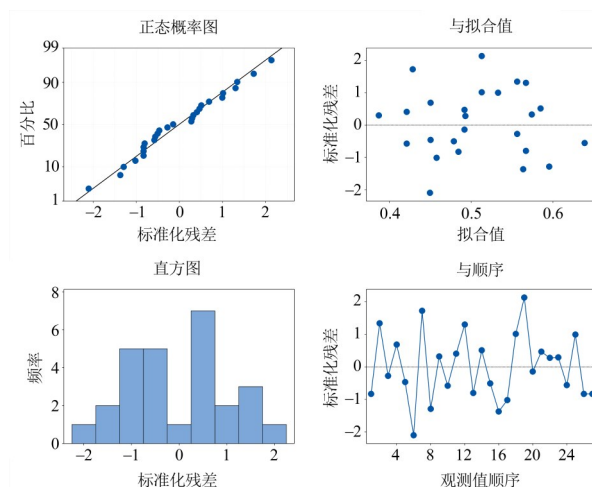 正态概率图
99
90
50
10
1
百分比
−2 −1 0 1 2
标准化残差
与拟合值
2
1
0
−1
−2
标准化残差
0.4 0.5 0.6
拟合值
直方图
8
6
4
2
0
频率
−2 −1 0 1 2
标准化残差
与顺序
2
1
0
−1
−2
标准化残差
4 8 12 16 20 24
观测值顺序